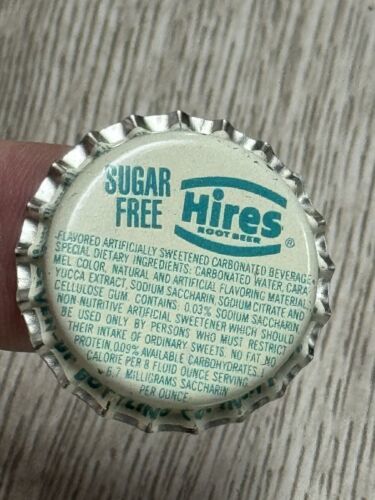 SUGAR
FREE
Hires
ROOT BEER
®
FLAVORED ARTIFICIALLY SWEETENED CARBONATED BEVERAGE
SPECIAL DIETARY INGREDIENTS: CARBONATED WATER, CARA
MEL COLOR, NATURAL AND ARTIFICIAL FLAVORING MATERIAL
YUCCA EXTRACT, SODIUM SACCHARIN, SODIUM CITRATE AND
CELLULOSE GUM. CONTAINS: 0.03% SODIUM SACCHARIN
NON-NUTRITIVE ARTIFICIAL SWEETENER WHICH SHOULD
BE USED ONLY BY PERSONS WHO MUST RESTRICT
THEIR INTAKE OF ORDINARY SWEETS. NO FAT, NO
PROTEIN, 0.09% AVAILABLE CARBOHYDRATES. 1
CALORIE PER 8 FLUID OUNCE SERVING
6.7 MILLIGRAMS SACCHARIN
PER OUNCE